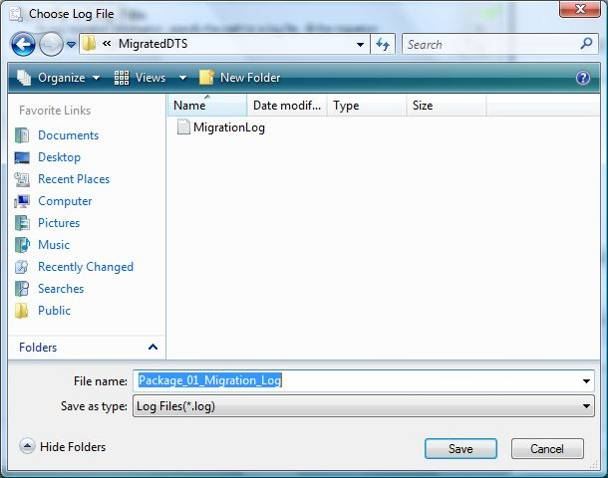 Choose Log File
« MigratedDTS
Search
Organize Views New Folder
Favorite Links
Documents
Desktop
Recent Places
Computer
Pictures
Music
Recently Changed
Searches
Public
Folders
Name Date modif... Type Size
MigrationLog
File name: Package_01_Migration_Log
Save as type: Log Files(*.log)
Hide Folders
Save Cancel